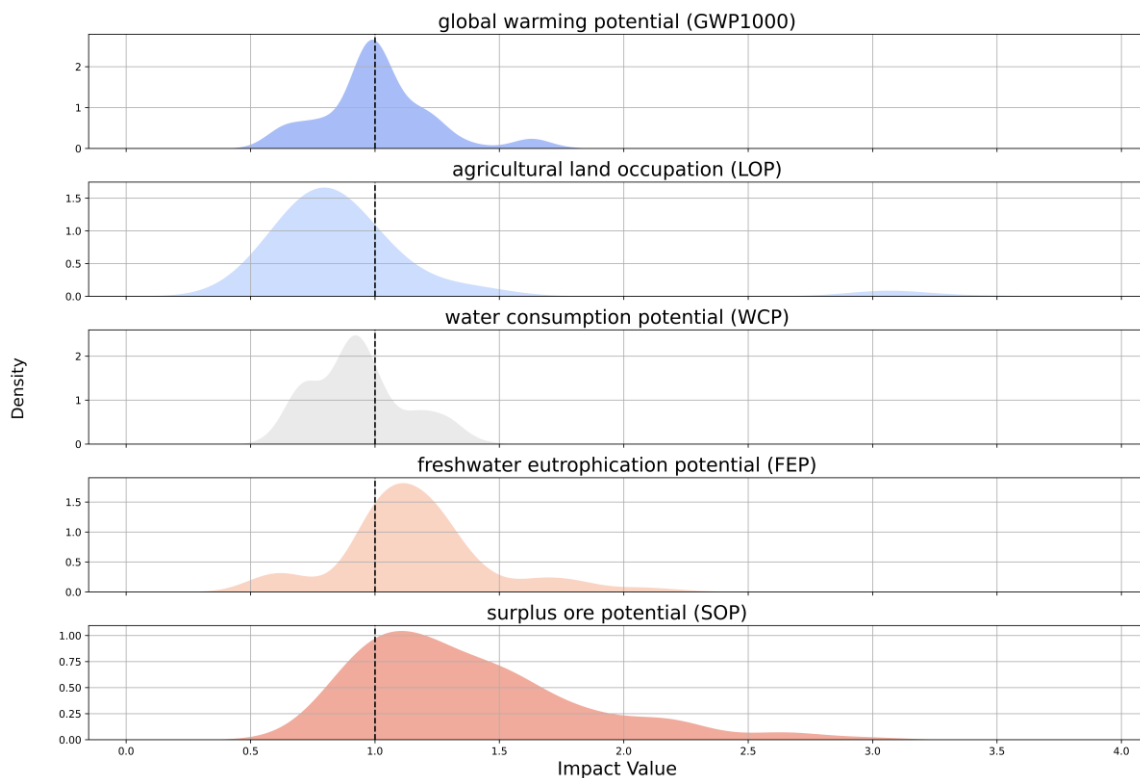 global warming potential (GWP1000)
2
1
0
agricultural land occupation (LOP)
1.5
1.0
0.5
0.0
water consumption potential (WCP)
2
1
0
Density
freshwater eutrophication potential (FEP)
1.5
1.0
0.5
0.0
surplus ore potential (SOP)
1.00
0.75
0.50
0.25
0.00
0.0 0.5 1.0 1.5 2.0 2.5 3.0 3.5 4.0
Impact Value